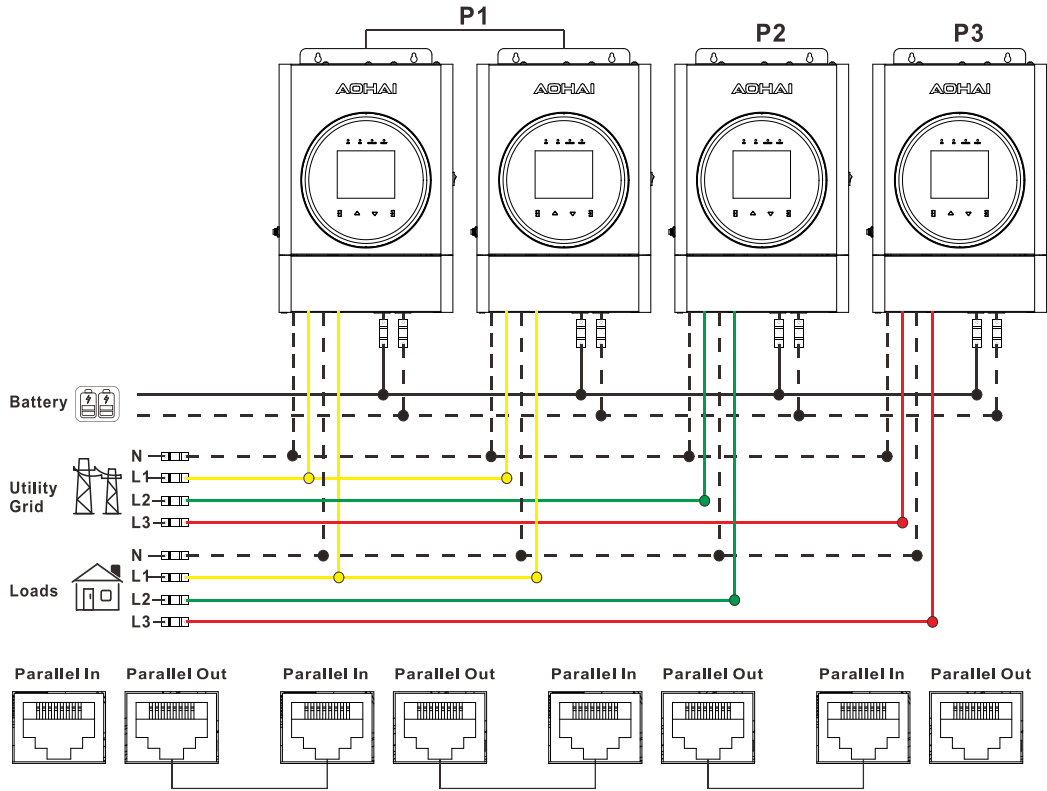 P1
P2
P3
AOHAI
AOHAI
AOHAI
AOHAI
Battery
Utility
Grid
N
L1
L2
L3
Loads
N
L1
L2
L3
Parallel In
Parallel Out
Parallel In
Parallel Out
Parallel In
Parallel Out
Parallel In
Parallel Out